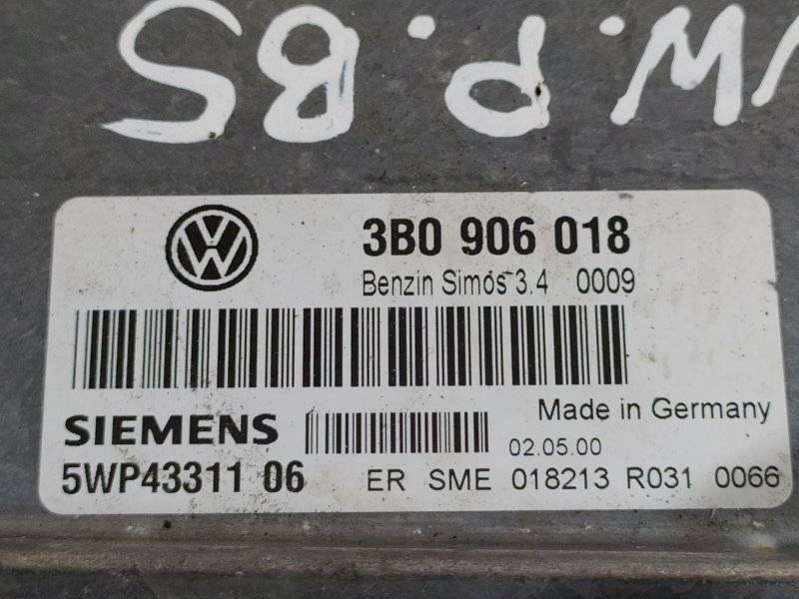 W.P.B5
3B0 906 018
Benzin Simos 3.4 0009
Made in Germany
SIEMENS
02.05.00
5WP43311 06 ER SME 018213 R031 0066